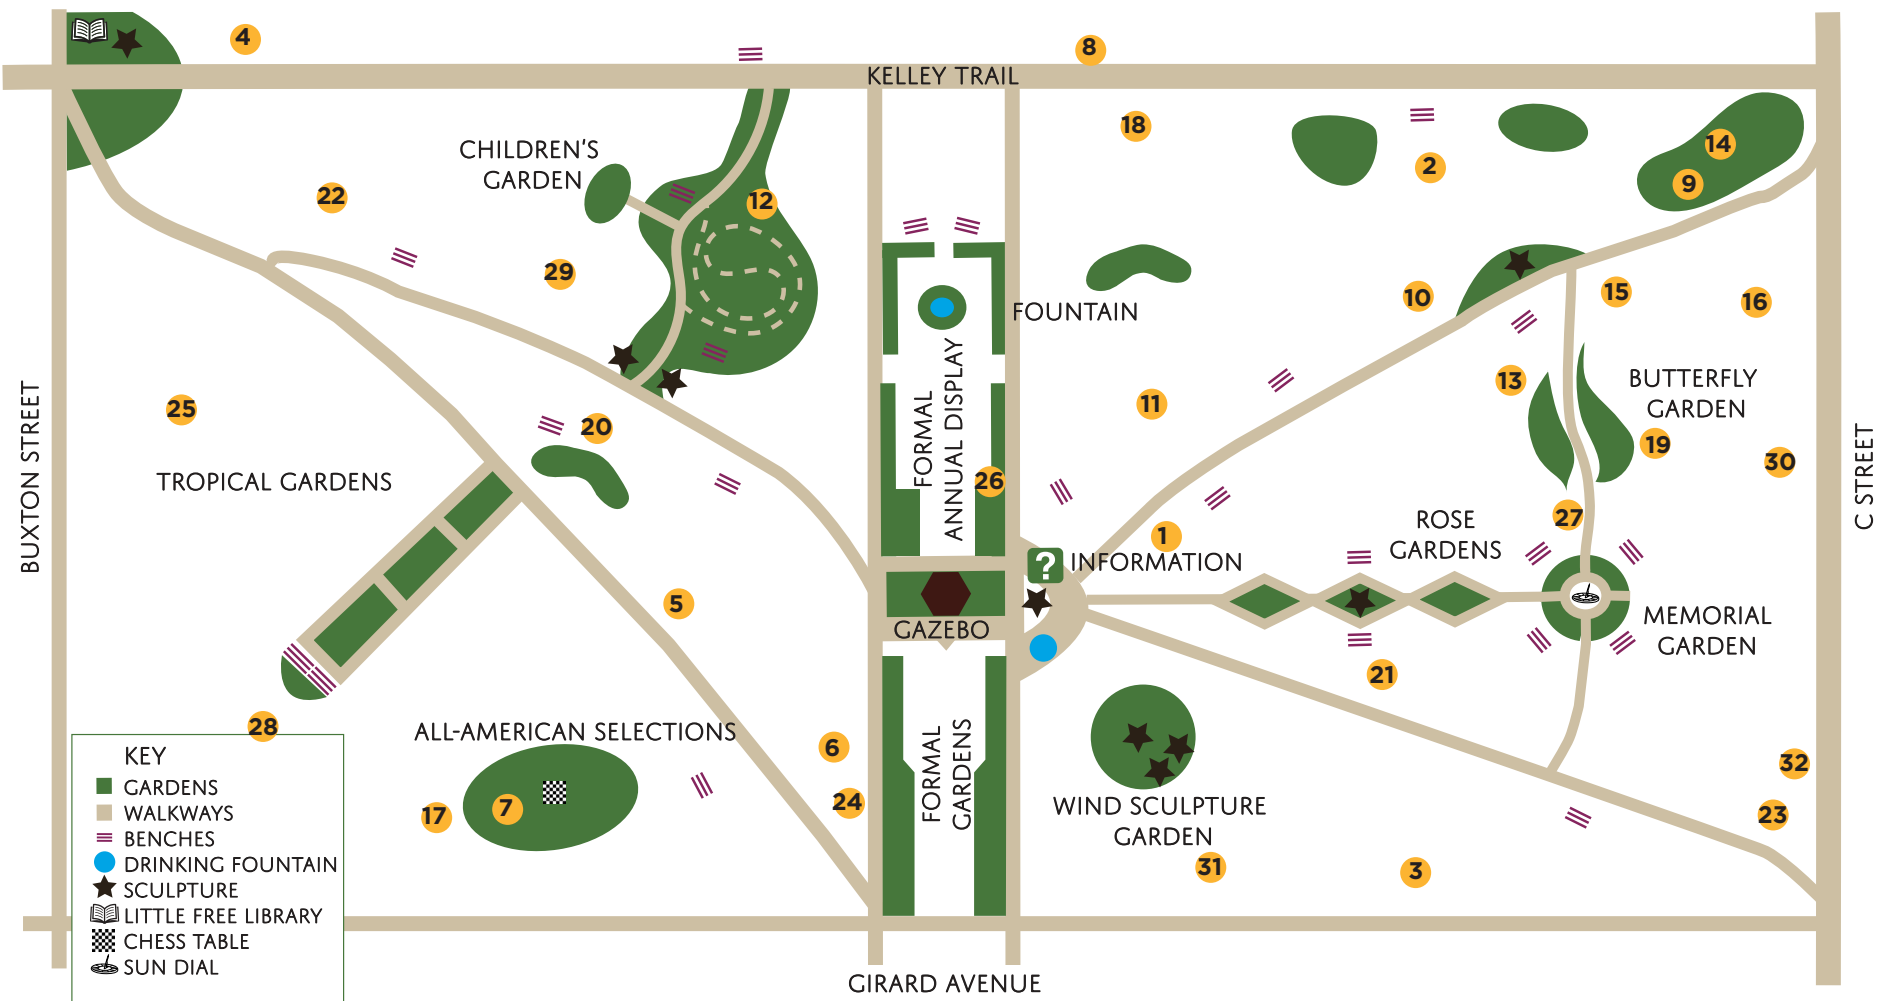 4
8
KELLEY TRAIL
18
14
2
9
CHILDREN'S
GARDEN
22
12
29
10
15
16
FOUNTAIN
13
BUTTERFLY
GARDEN
11
25
20
19
30
BUXTON STREET
C STREET
TROPICAL GARDENS
FORMAL
ANNUAL DISPLAY
26
27
ROSE
GARDENS
1
?
INFORMATION
5
GAZEBO
MEMORIAL
GARDEN
21
28
ALL-AMERICAN SELECTIONS
6
24
17
7
FORMAL
GARDENS
WIND SCULPTURE
GARDEN
32
23
31
3
KEY
GARDENS
WALKWAYS
BENCHES
DRINKING FOUNTAIN
SCULPTURE
LITTLE FREE LIBRARY
CHESS TABLE
SUN DIAL
GIRARD AVENUE